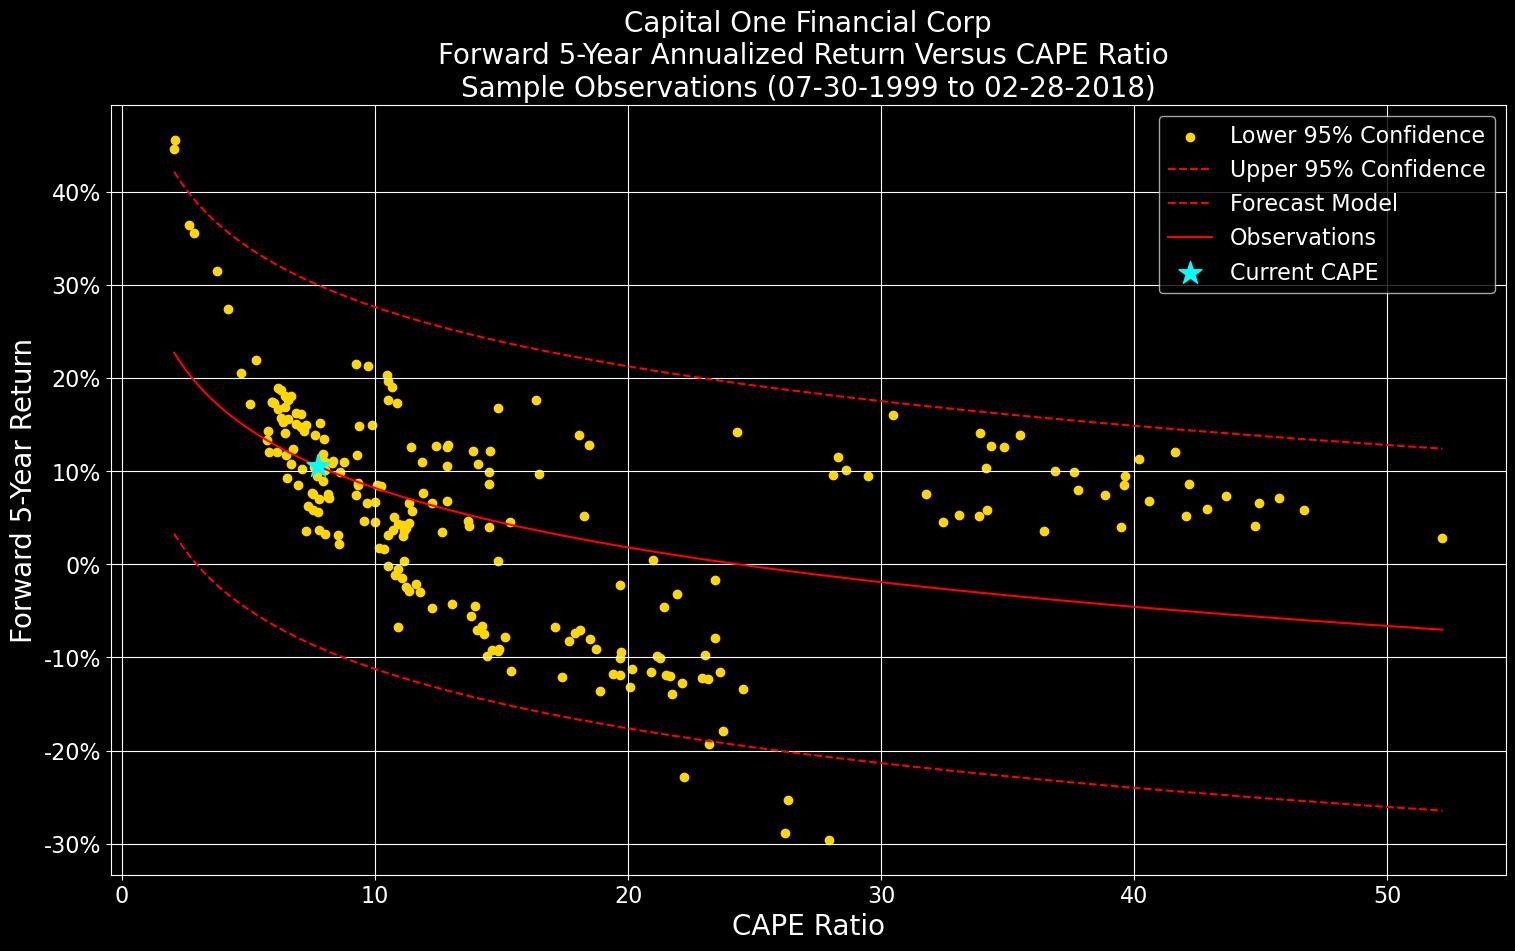 Capital One Financial Corp
Forward 5-Year Annualized Return Versus CAPE Ratio
Sample Observations (07-30-1999 to 02-28-2018)
Lower 95% Confidence
Upper 95% Confidence
Forecast Model
Observations
Current CAPE
Forward 5-Year Return
40%
30%
20%
10%
0%
-10%
-20%
-30%
0 10 20 30 40 50
CAPE Ratio